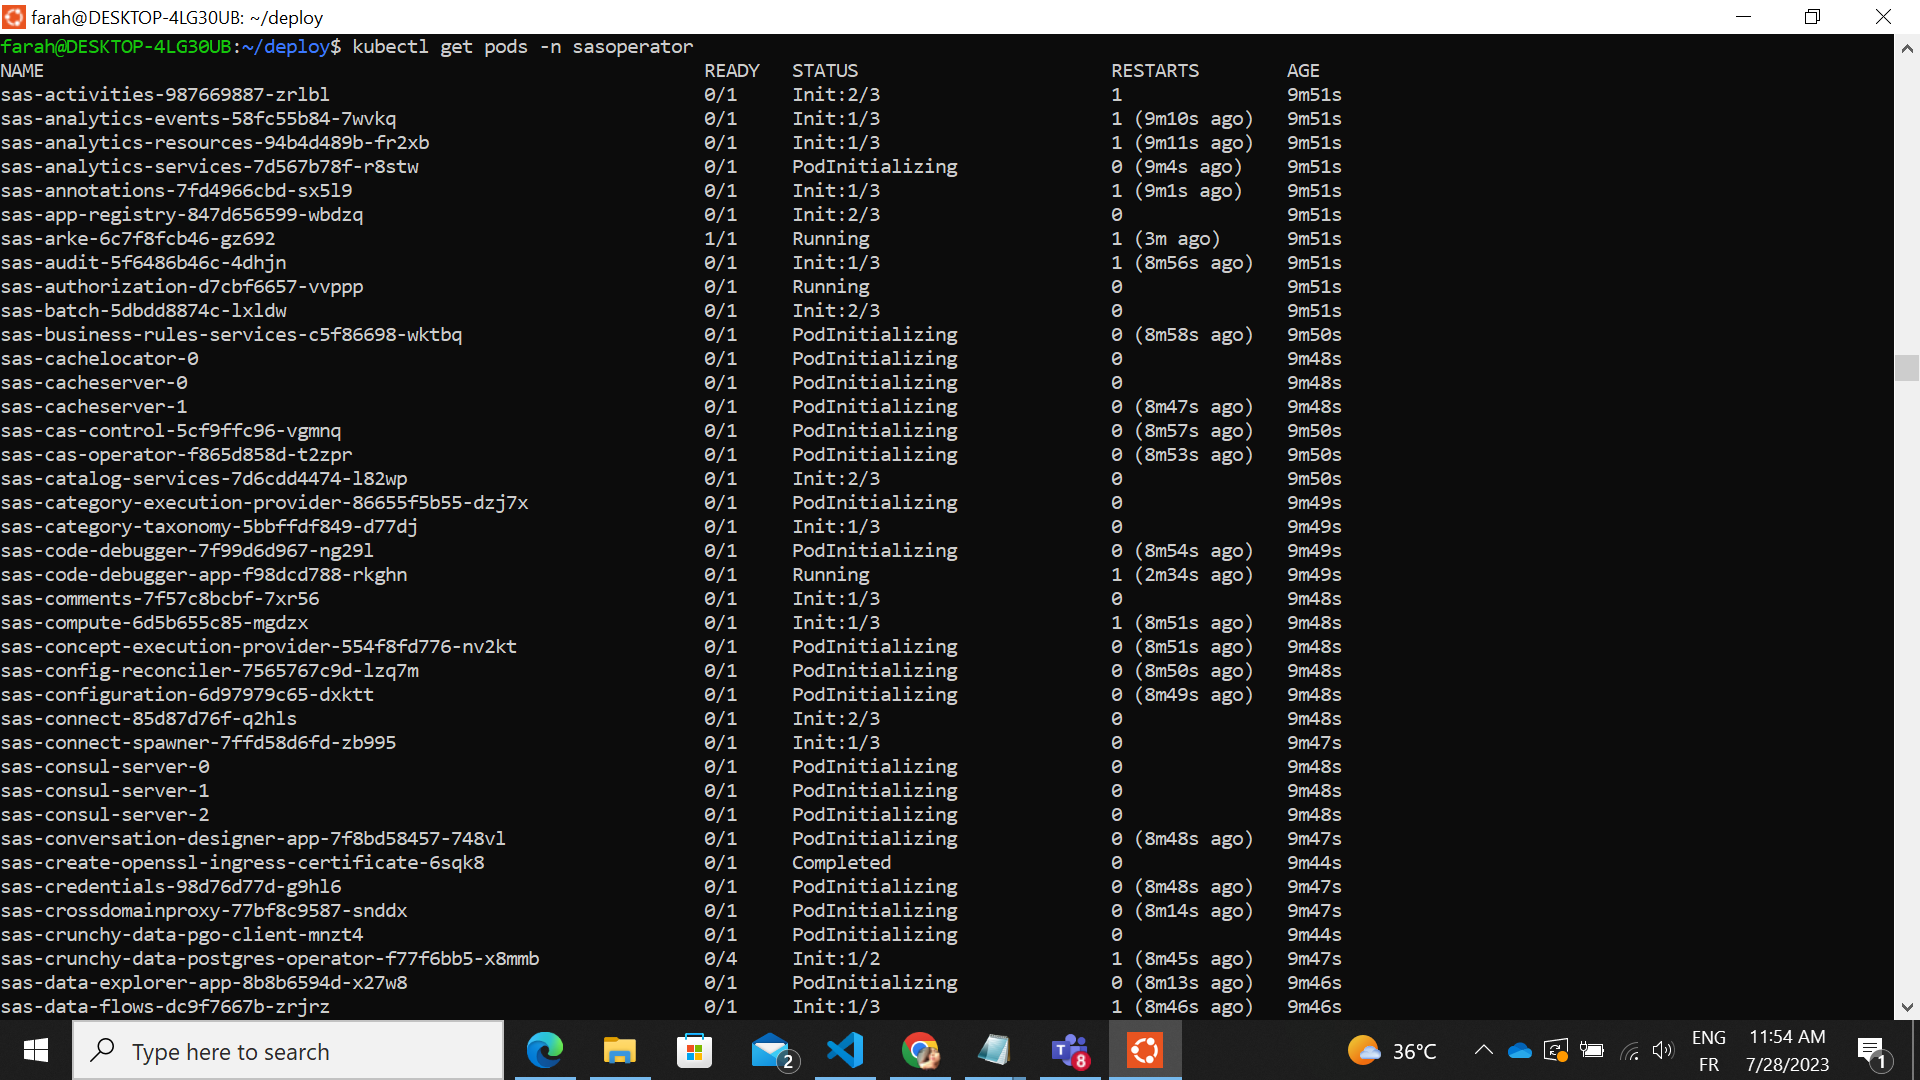 farah@DESKTOP-4LG30UB: ~/deploy
farah@DESKTOP-4LG30UB:~/deploy$ kubectl get pods -n sasoperator
NAME READY STATUS RESTARTS AGE
sas-activities-987669887-zrlbl 0/1 Init:2/3 1 9m51s
sas-analytics-events-58fc55b84-7wvkq 0/1 Init:1/3 1 (9m10s ago) 9m51s
sas-analytics-resources-94b4d489b-fr2xb 0/1 Init:1/3 1 (9m11s ago) 9m51s
sas-analytics-services-7d567b78f-r8stw 0/1 PodInitializing 0 (9m4s ago) 9m51s
sas-annotations-7fd4966cbd-sx5l9 0/1 Init:1/3 1 (9m1s ago) 9m51s
sas-app-registry-847d656599-wbdzq 0/1 Init:2/3 0 9m51s
sas-arke-6c7f8fcb46-gz692 1/1 Running 1 (3m ago) 9m51s
sas-audit-5f6486b46c-4dhjn 0/1 Init:1/3 1 (8m56s ago) 9m51s
sas-authorization-d7cbf6657-vvppp 0/1 Running 0 9m51s
sas-batch-5dbdd8874c-lxldw 0/1 Init:2/3 0 9m51s
sas-business-rules-services-c5f86698-wktbq 0/1 PodInitializing 0 (8m58s ago) 9m50s
sas-cachelocator-0 0/1 PodInitializing 0 9m48s
sas-cacheserver-0 0/1 PodInitializing 0 9m48s
sas-cacheserver-1 0/1 PodInitializing 0 (8m47s ago) 9m48s
sas-cas-control-5cf9ffc96-vgmnq 0/1 PodInitializing 0 (8m57s ago) 9m50s
sas-cas-operator-f865d858d-t2zpr 0/1 PodInitializing 0 (8m53s ago) 9m50s
sas-catalog-services-7d6cdd4474-l82wp 0/1 Init:2/3 0 9m50s
sas-category-execution-provider-86655f5b55-dzj7x 0/1 PodInitializing 0 9m49s
sas-category-taxonomy-5bbffdf849-d77dj 0/1 Init:1/3 0 9m49s
sas-code-debugger-7f99d6d967-ng29l 0/1 PodInitializing 0 (8m54s ago) 9m49s
sas-code-debugger-app-f98dcd788-rkghn 0/1 Running 1 (2m34s ago) 9m49s
sas-comments-7f57c8bcbf-7xr56 0/1 Init:1/3 0 9m48s
sas-compute-6d5b655c85-mgdzx 0/1 Init:1/3 1 (8m51s ago) 9m48s
sas-concept-execution-provider-554f8fd776-nv2kt 0/1 PodInitializing 0 (8m51s ago) 9m48s
sas-config-reconciler-7565767c9d-lzq7m 0/1 PodInitializing 0 (8m50s ago) 9m48s
sas-configuration-6d97979c65-dxktt 0/1 PodInitializing 0 (8m49s ago) 9m48s
sas-connect-85d87d76f-q2hls 0/1 Init:2/3 0 9m48s
sas-connect-spawner-7ffd58d6fd-zb995 0/1 Init:1/3 0 9m47s
sas-consul-server-0 0/1 PodInitializing 0 9m48s
sas-consul-server-1 0/1 PodInitializing 0 9m48s
sas-consul-server-2 0/1 PodInitializing 0 9m48s
sas-conversation-designer-app-7f8bd58457-748vl 0/1 PodInitializing 0 (8m48s ago) 9m47s
sas-create-openssl-ingress-certificate-6sqk8 0/1 Completed 0 9m44s
sas-credentials-98d76d77d-g9hl6 0/1 PodInitializing 0 (8m48s ago) 9m47s
sas-crossdomainproxy-77bf8c9587-snddx 0/1 PodInitializing 0 (8m14s ago) 9m47s
sas-crunchy-data-pgo-client-mnzt4 0/1 PodInitializing 0 9m44s
sas-crunchy-data-postgres-operator-f77f6bb5-x8mmb 0/4 Init:1/2 1 (8m45s ago) 9m47s
sas-data-explorer-app-8b8b6594d-x27w8 0/1 PodInitializing 0 (8m13s ago) 9m46s
sas-data-flows-dc9f7667b-zrjrz 0/1 Init:1/3 1 (8m46s ago) 9m46s
Type here to search
2
T
8
36°C
ENG
FR
11:54 AM
7/28/2023
1